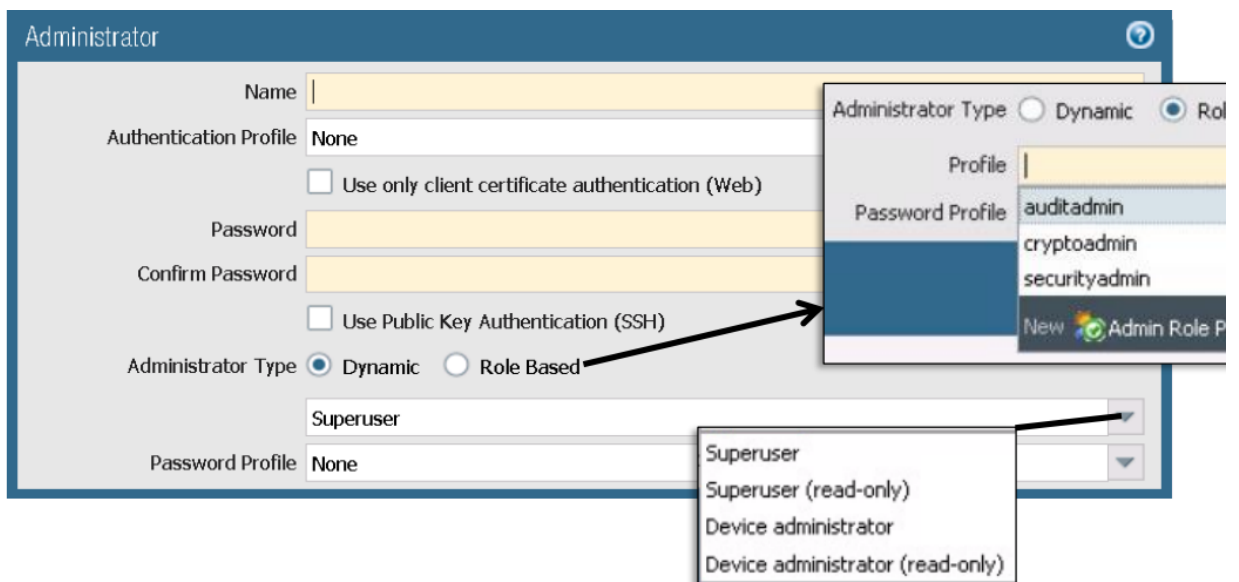 Administrator
Name
Authentication Profile None
Use only client certificate authentication (Web)
Password
Confirm Password
Use Public Key Authentication (SSH)
Administrator Type Dynamic Role Based
Superuser
Password Profile None
Administrator Type Dynamic Rol
Profile
Password Profile auditadmin
cryptoadmin
securityadmin
New Admin Role P
Superuser
Superuser (read-only)
Device administrator
Device administrator (read-only)